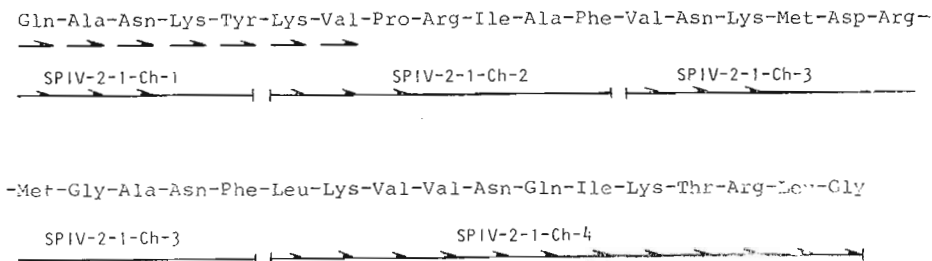 Gln-Ala-Asn-Lys-Tyr-Lys-Val-Pro-Arg-Ile-Ala-Phe-Val-Asn-Lys-Met-Asp-Arg-
SPIV-2-1-Ch-1 SPIV-2-1-Ch-2 SPIV-2-1-Ch-3
-Met-Gly-Ala-Asn-Phe-Leu-Lys-Val-Val-Asn-Gln-Ile-Lys-Thr-Arg-Leu-Gly
SPIV-2-1-Ch-3 SPIV-2-1-Ch-4